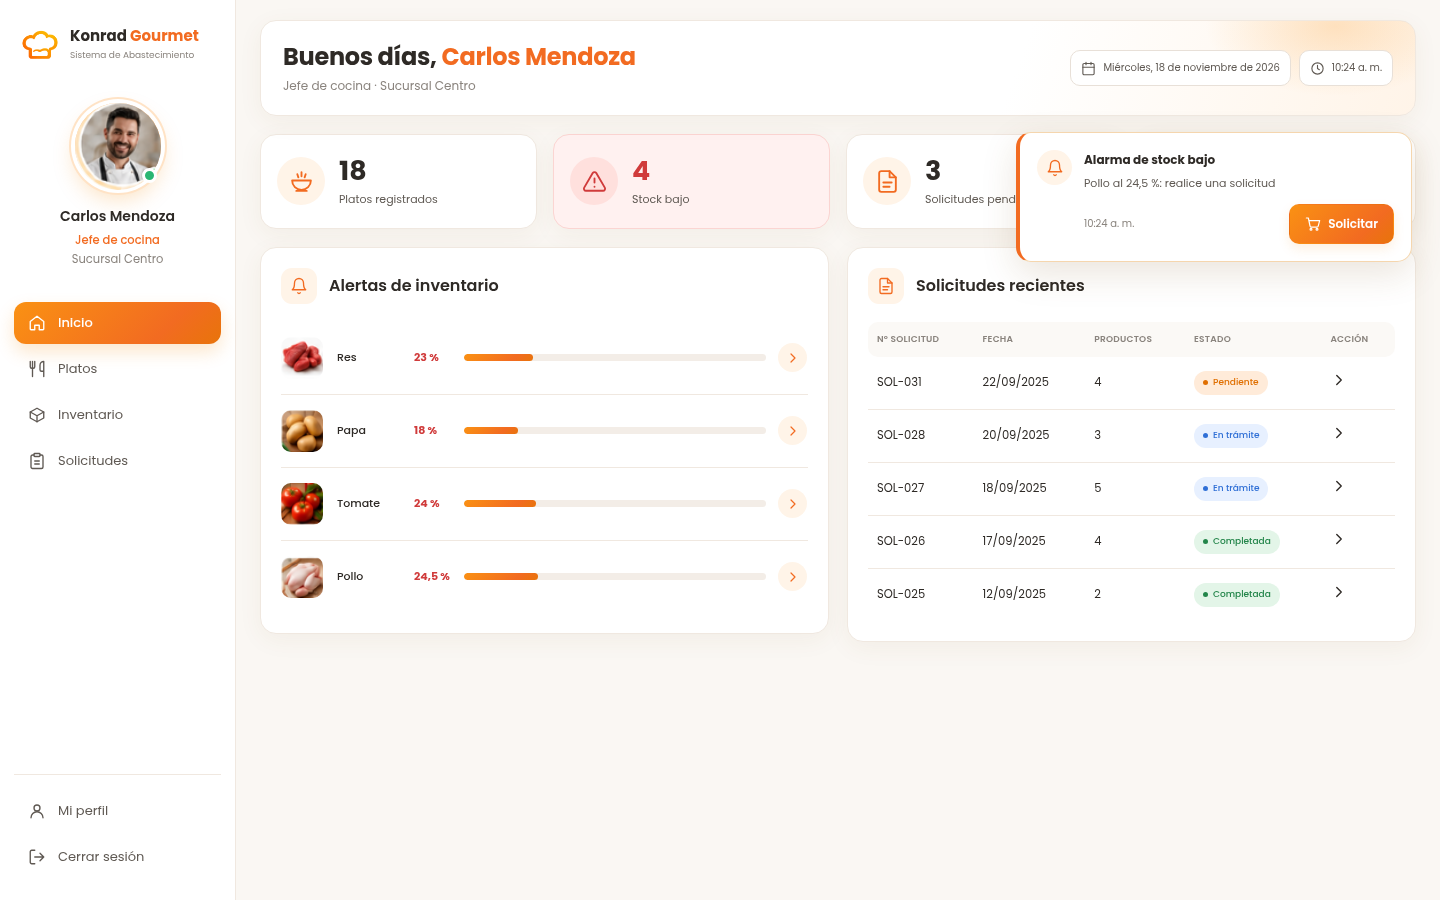 Konrad Gourmet
Sistema de Abastecimiento
Carlos Mendoza
Jefe de cocina
Sucursal Centro
Inicio
Platos
Inventario
Solicitudes
Mi perfil
Cerrar sesión
Buenos días, Carlos Mendoza
Jefe de cocina · Sucursal Centro
Miércoles, 18 de noviembre de 2026
10:24 a. m.
18
Platos registrados
4
Stock bajo
3
Solicitudes pend
Alarma de stock bajo
Pollo al 24,5 %: realice una solicitud
10:24 a. m.
Solicitar
Alertas de inventario
Res 23 %
Papa 18 %
Tomate 24 %
Pollo 24,5 %
Solicitudes recientes
Nº SOLICITUD FECHA PRODUCTOS ESTADO ACCIÓN
SOL-031 22/09/2025 4 Pendiente
SOL-028 20/09/2025 3 En trámite
SOL-027 18/09/2025 5 En trámite
SOL-026 17/09/2025 4 Completada
SOL-025 12/09/2025 2 Completada